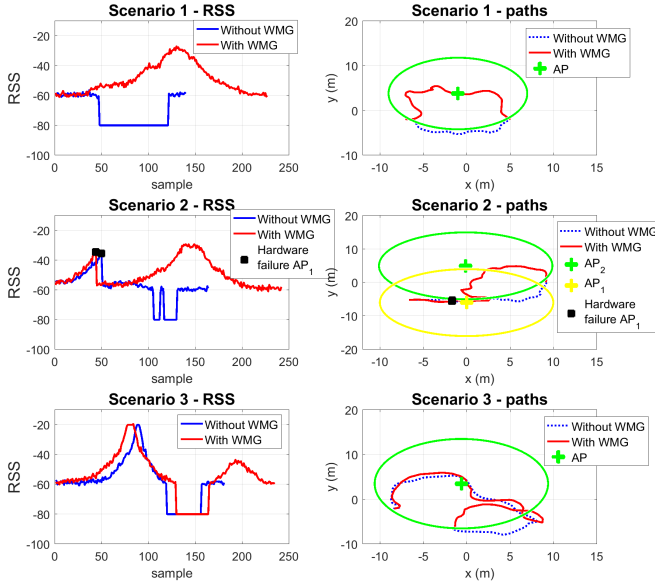 Scenario 1 - RSS
RSS
-20
-40
-60
-80
-100
0
50
100
150
200
250
sample
Without WMG
With WMG
Scenario 1 - paths
y (m)
20
10
0
-10
-10
-5
0
5
10
15
x (m)
Without WMG
With WMG
AP
Scenario 2 - RSS
RSS
-20
-40
-60
-80
-100
0
50
100
150
200
250
sample
Without WMG
With WMG
Hardware
failure AP1
Scenario 2 - paths
y (m)
20
10
0
-10
-20
-10
-5
0
5
10
15
x (m)
Without WMG
With WMG
AP2
AP1
Hardware
failure AP1
Scenario 3 - RSS
RSS
-20
-40
-60
-80
-100
0
50
100
150
200
250
sample
Without WMG
With WMG
Scenario 3 - paths
y (m)
20
10
0
-10
-10
-5
0
5
10
15
x (m)
Without WMG
With WMG
AP